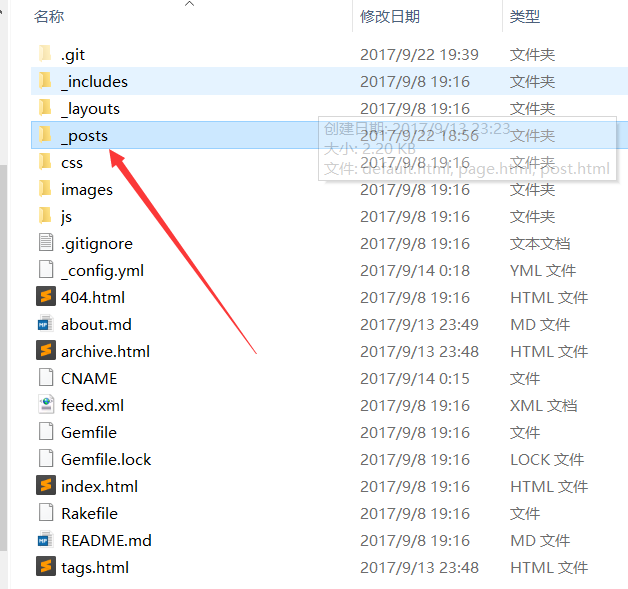 名称 修改日期 类型
.git 2017/9/22 19:39 文件夹
_includes 2017/9/8 19:16 文件夹
_layouts 2017/9/8 19:16 文件夹
_posts 2017/9/22 18:56 文件夹
创建日期: 2017/9/13 23:23
大小: 2.20 KB
文件: default.html, page.html, post.html
css 2017/9/8 19:16 文件夹
images 2017/9/8 19:16 文件夹
js 2017/9/8 19:16 文件夹
.gitignore 2017/9/8 19:16 文本文档
_config.yml 2017/9/14 0:18 YML 文件
404.html 2017/9/8 19:16 HTML 文件
about.md 2017/9/13 23:49 MD 文件
archive.html 2017/9/13 23:48 HTML 文件
CNAME 2017/9/14 0:15 文件
feed.xml 2017/9/8 19:16 XML 文档
Gemfile 2017/9/8 19:16 文件
Gemfile.lock 2017/9/8 19:16 LOCK 文件
index.html 2017/9/8 19:16 HTML 文件
Rakefile 2017/9/8 19:16 文件
README.md 2017/9/8 19:16 MD 文件
tags.html 2017/9/13 23:48 HTML 文件